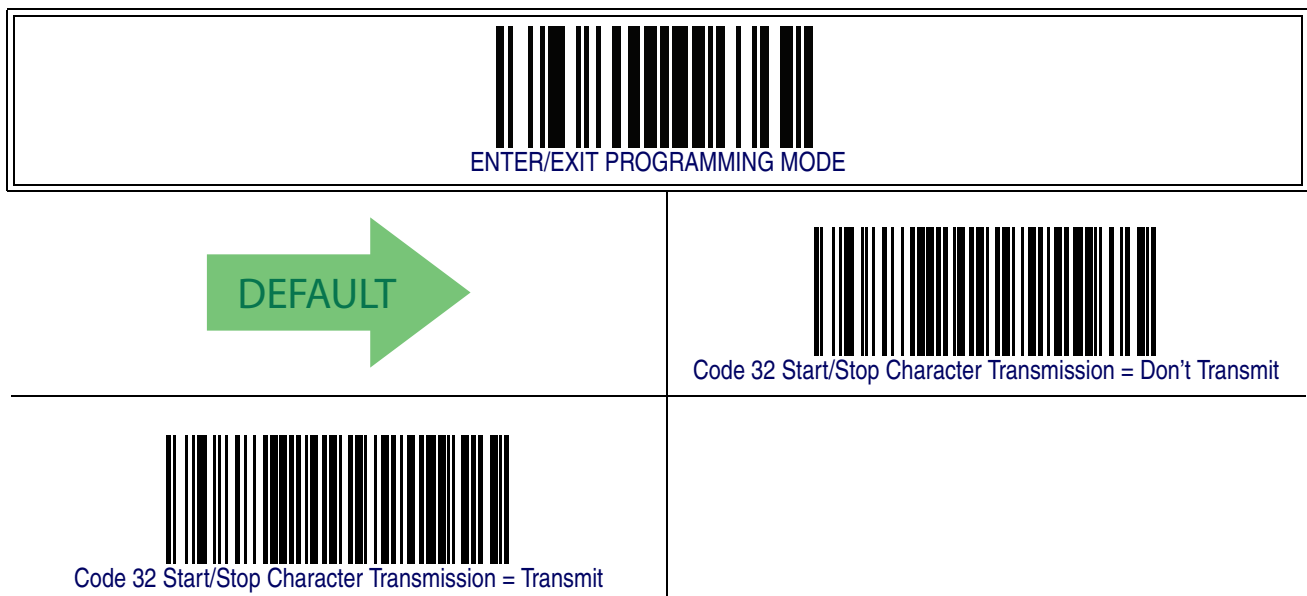 ENTER/EXIT PROGRAMMING MODE
DEFAULT
Code 32 Start/Stop Character Transmission = Don't Transmit
Code 32 Start/Stop Character Transmission = Transmit